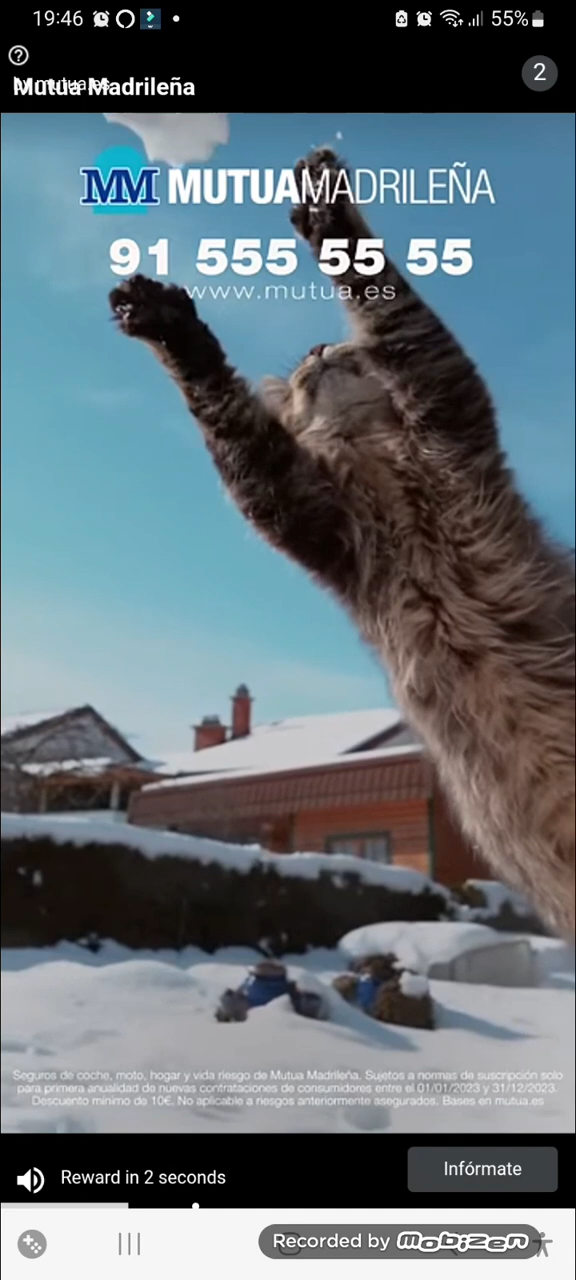 19:46
55%
2
by mutua.es
Mutua Madrileña
MM MUTUAMADRILEÑA
91 555 55 55
www.mutua.es
Seguros de coche, moto, hogar y vida riesgo de Mutua Madrileña. Sujetos a normas de suscripción solo
para primera anualidad de nuevas contrataciones de consumidores entre el 01/01/2023 y 31/12/2023.
Descuento mínimo de 10€. No aplicable a riesgos anteriormente asegurados. Bases en mutua.es
Reward in 2 seconds
Infórmate
Recorded by mobizen